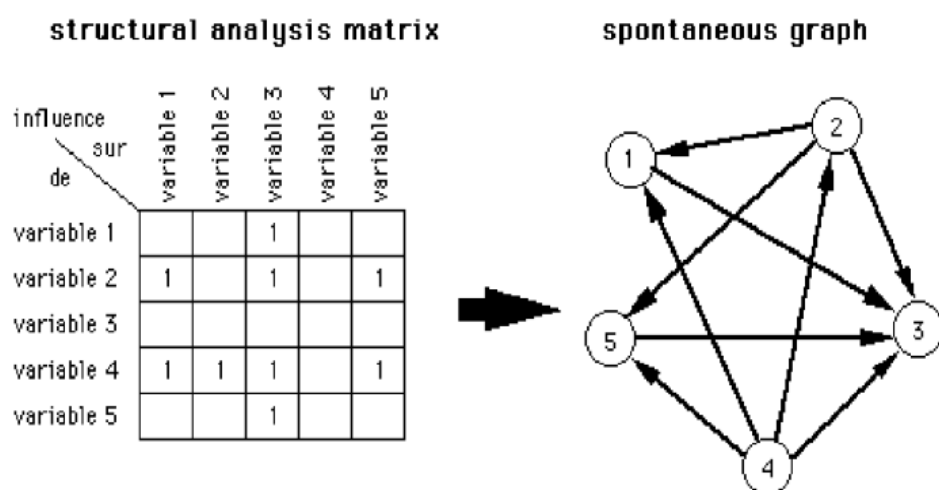 structural analysis matrix
spontaneous graph
influence
sur
de
variable 1
variable 2
variable 3
variable 4
variable 5
variable 1 1
variable 2 1 1 1
variable 3
variable 4 1 1 1 1
variable 5 1
1
2
3
4
5